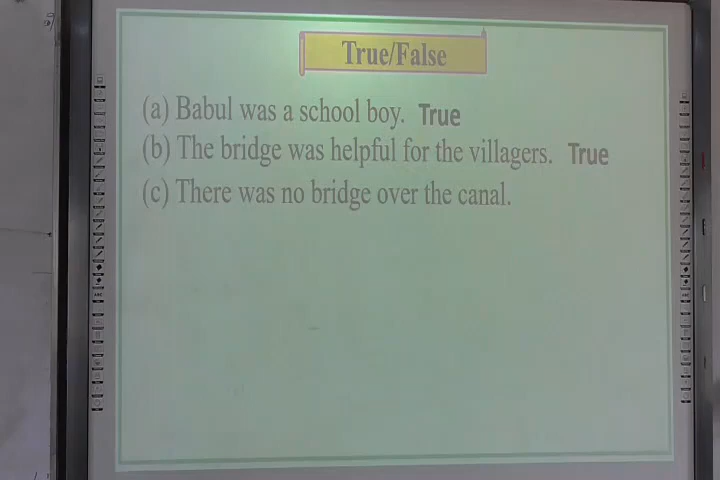 True/False
(a) Babul was a school boy. True
(b) The bridge was helpful for the villagers. True
(c) There was no bridge over the canal.